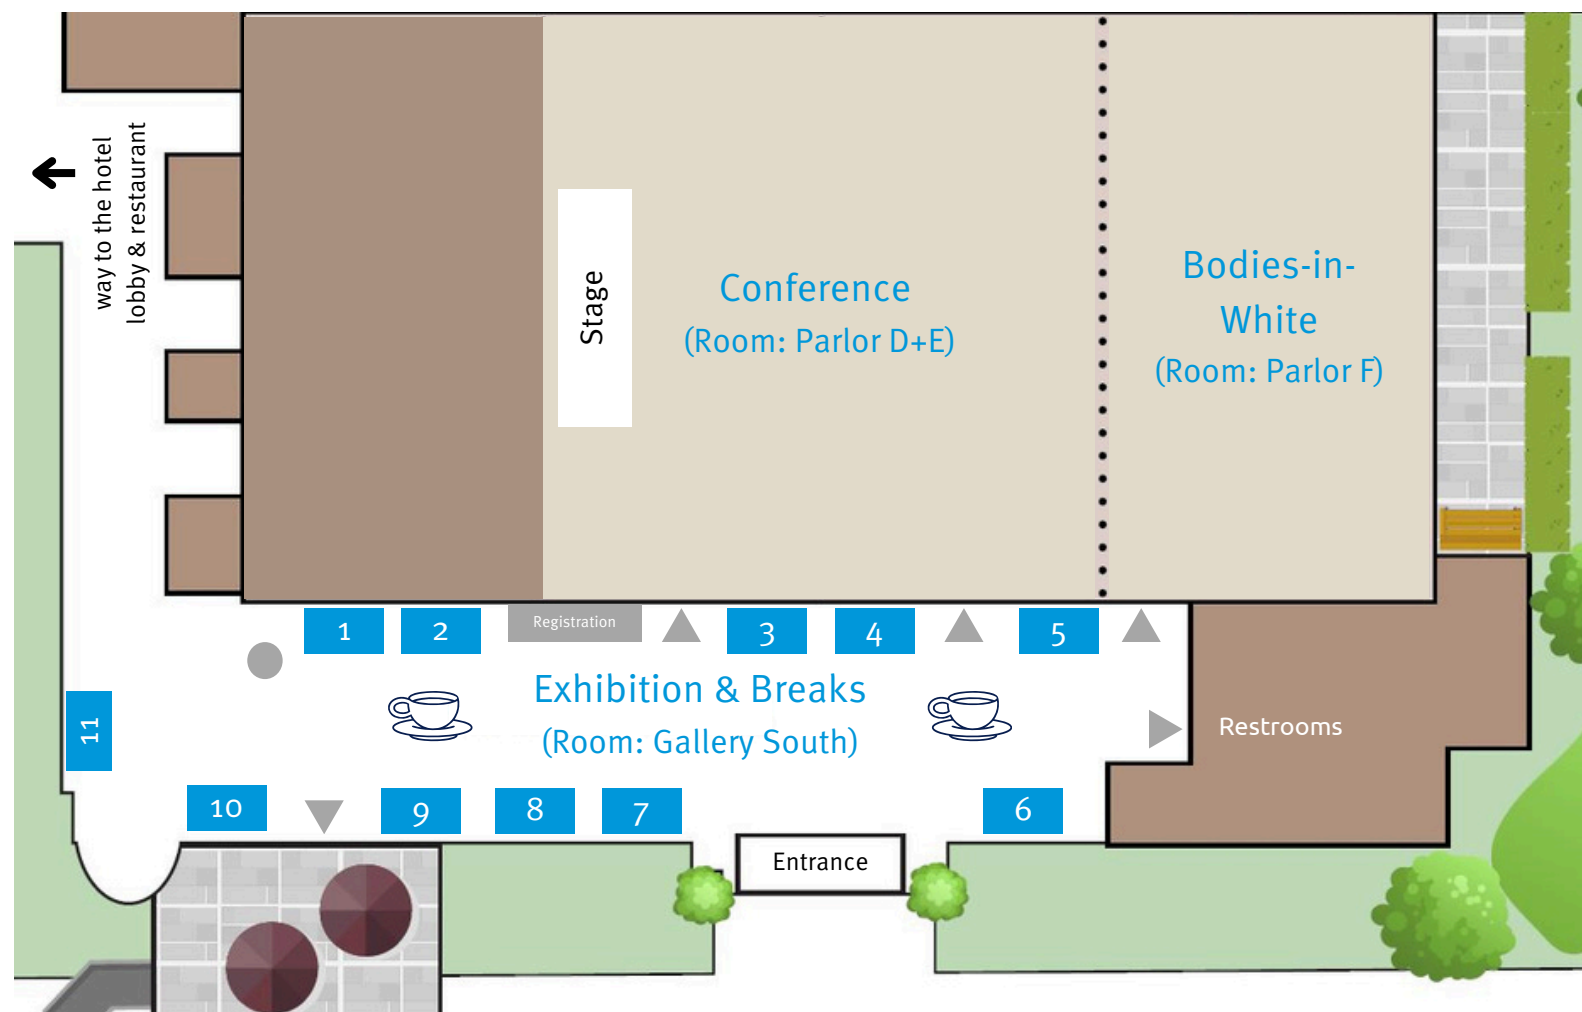 way to the hotel
lobby & restaurant
Stage
Conference
(Room: Parlor D+E)
Bodies-in-
White
(Room: Parlor F)
1
2
Registration
3
4
5
Exhibition & Breaks
(Room: Gallery South)
Restrooms
11
10
9
8
7
6
Entrance